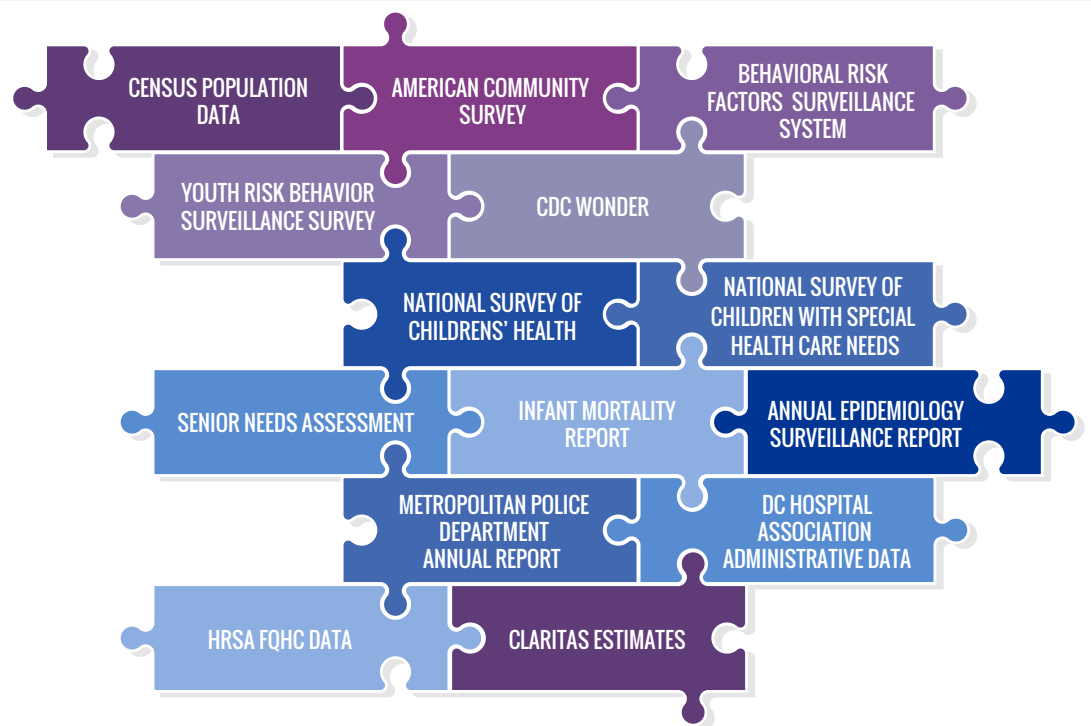 CENSUS POPULATION
DATA
AMERICAN COMMUNITY
SURVEY
BEHAVIORAL RISK
FACTORS SURVEILLANCE
SYSTEM
YOUTH RISK BEHAVIOR
SURVEILLANCE SURVEY
CDC WONDER
NATIONAL SURVEY OF
CHILDRENS' HEALTH
NATIONAL SURVEY OF
CHILDREN WITH SPECIAL
HEALTH CARE NEEDS
SENIOR NEEDS ASSESSMENT
INFANT MORTALITY
REPORT
ANNUAL EPIDEMIOLOGY
SURVEILLANCE REPORT
METROPOLITAN POLICE
DEPARTMENT
ANNUAL REPORT
DC HOSPITAL
ASSOCIATION
ADMINISTRATIVE DATA
HRSA FQHC DATA
CLARITAS ESTIMATES